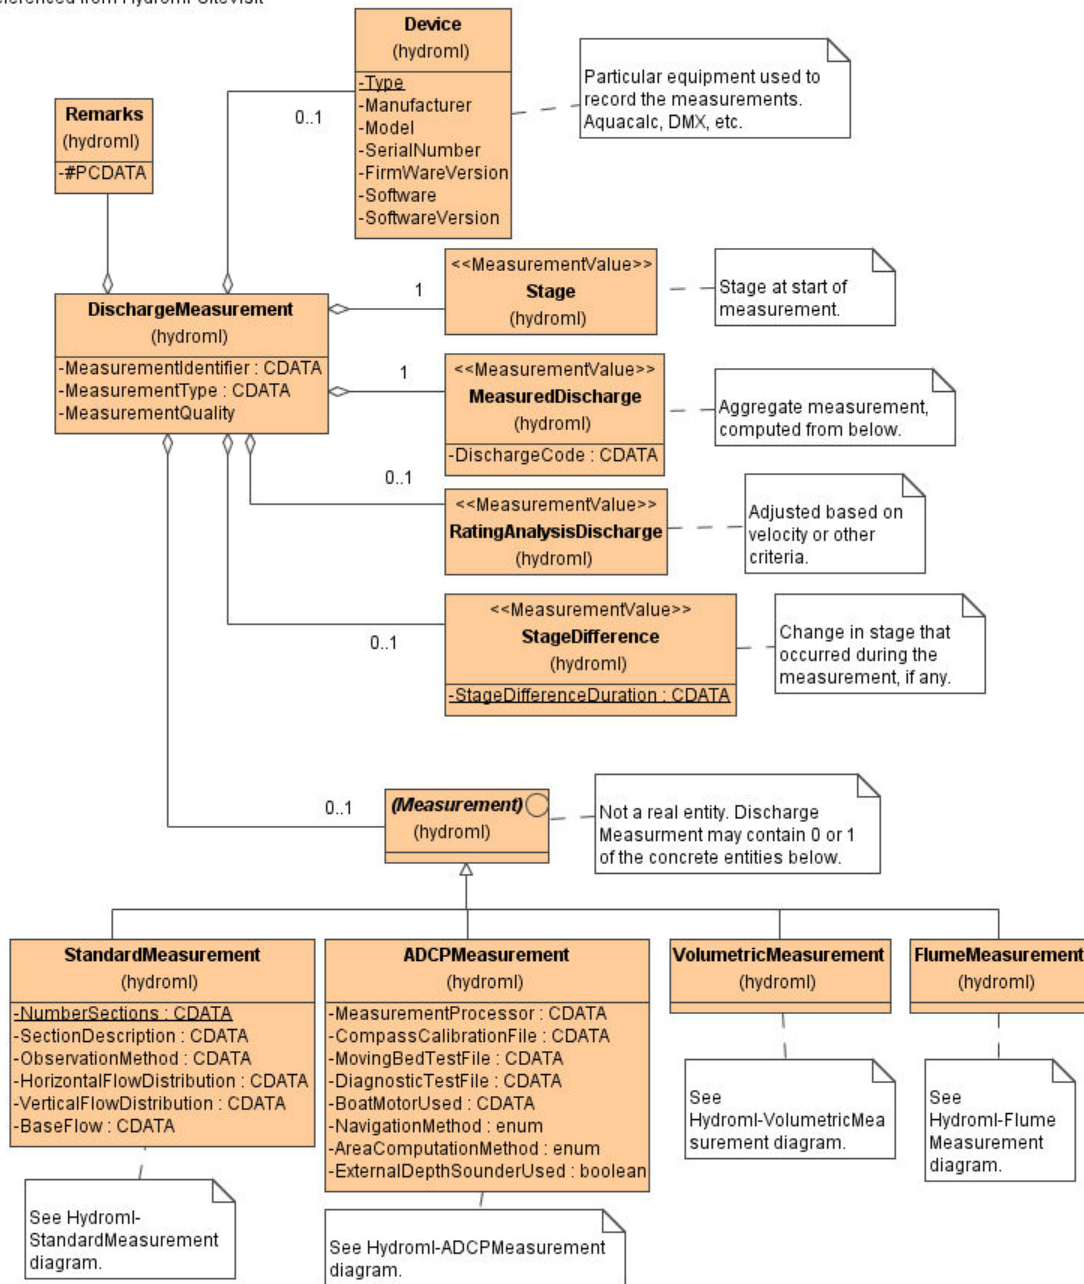 Device
(hydroml)
-Type
-Manufacturer
-Model
-SerialNumber
-FirmWareVersion
-Software
-SoftwareVersion
Particular equipment used to
record the measurements.
Aquacalc, DMX, etc.
0..1
Remarks
(hydroml)
-#PCDATA
<<MeasurementValue>>
Stage
(hydroml)
1
Stage at start of
measurement.
DischargeMeasurement
(hydroml)
-MeasurementIdentifier : CDATA
-MeasurementType : CDATA
-MeasurementQuality
1
<<MeasurementValue>>
MeasuredDischarge
(hydroml)
-DischargeCode : CDATA
Aggregate measurement,
computed from below.
0..1
<<MeasurementValue>>
RatingAnalysisDischarge
(hydroml)
Adjusted based on
velocity or other
criteria.
0..1
<<MeasurementValue>>
StageDifference
(hydroml)
-StageDifferenceDuration : CDATA
Change in stage that
occurred during the
measurement, if any.
0..1
(Measurement)
(hydroml)
Not a real entity. Discharge
Measurment may contain 0 or 1
of the concrete entities below.
StandardMeasurement
(hydroml)
-NumberSections : CDATA
-SectionDescription : CDATA
-ObservationMethod : CDATA
-HorizontalFlowDistribution : CDATA
-VerticalFlowDistribution : CDATA
-BaseFlow : CDATA
ADCPMeasurement
(hydroml)
-MeasurementProcessor : CDATA
-CompassCalibrationFile : CDATA
-MovingBedTestFile : CDATA
-DiagnosticTestFile : CDATA
-BoatMotorUsed : CDATA
-NavigationMethod : enum
-AreaComputationMethod : enum
-ExternalDepthSounderUsed : boolean
VolumetricMeasurement
(hydroml)
FlumeMeasurement
(hydroml)
See Hydroml-
StandardMeasurement
diagram.
See Hydroml-ADCPMeasurement
diagram.
See
Hydroml-VolumetricMea
surement diagram.
See
Hydroml-Flume
Measurement
diagram.